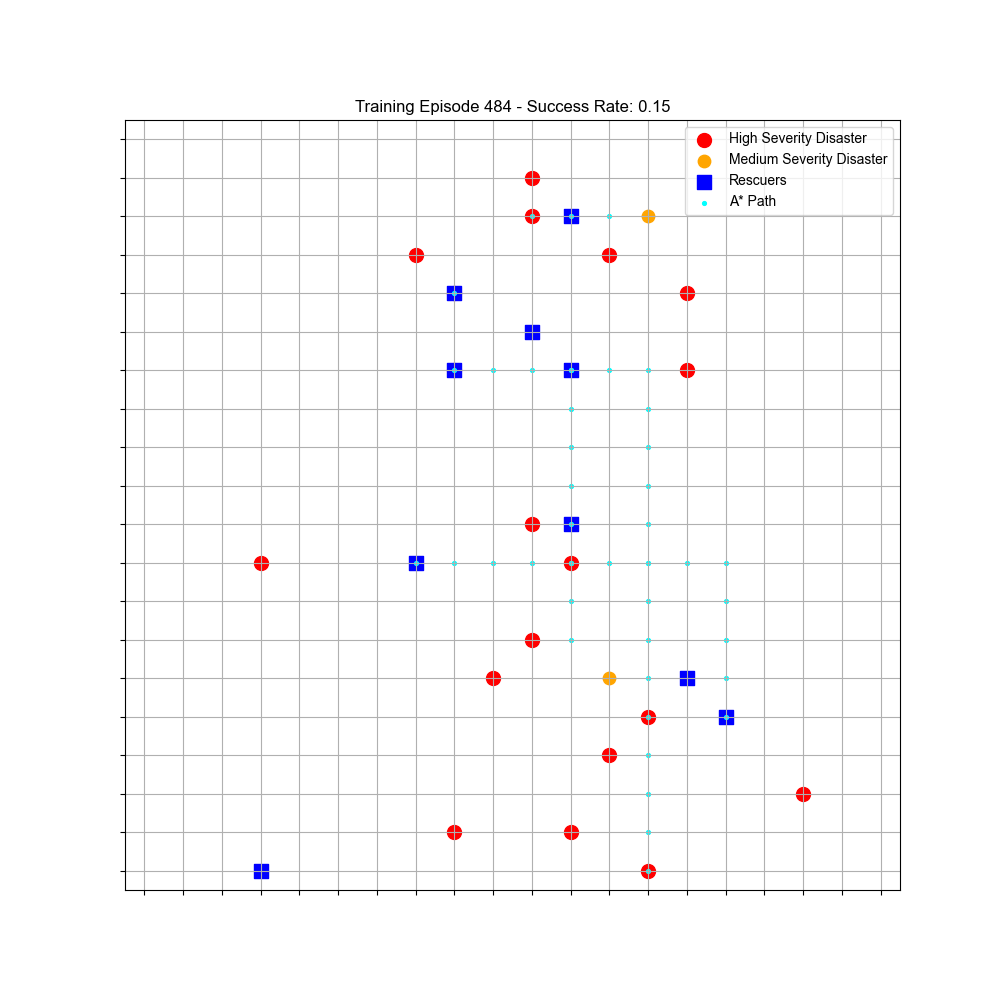 Training Episode 484 - Success Rate: 0.15
High Severity Disaster
Medium Severity Disaster
Rescuers
A* Path